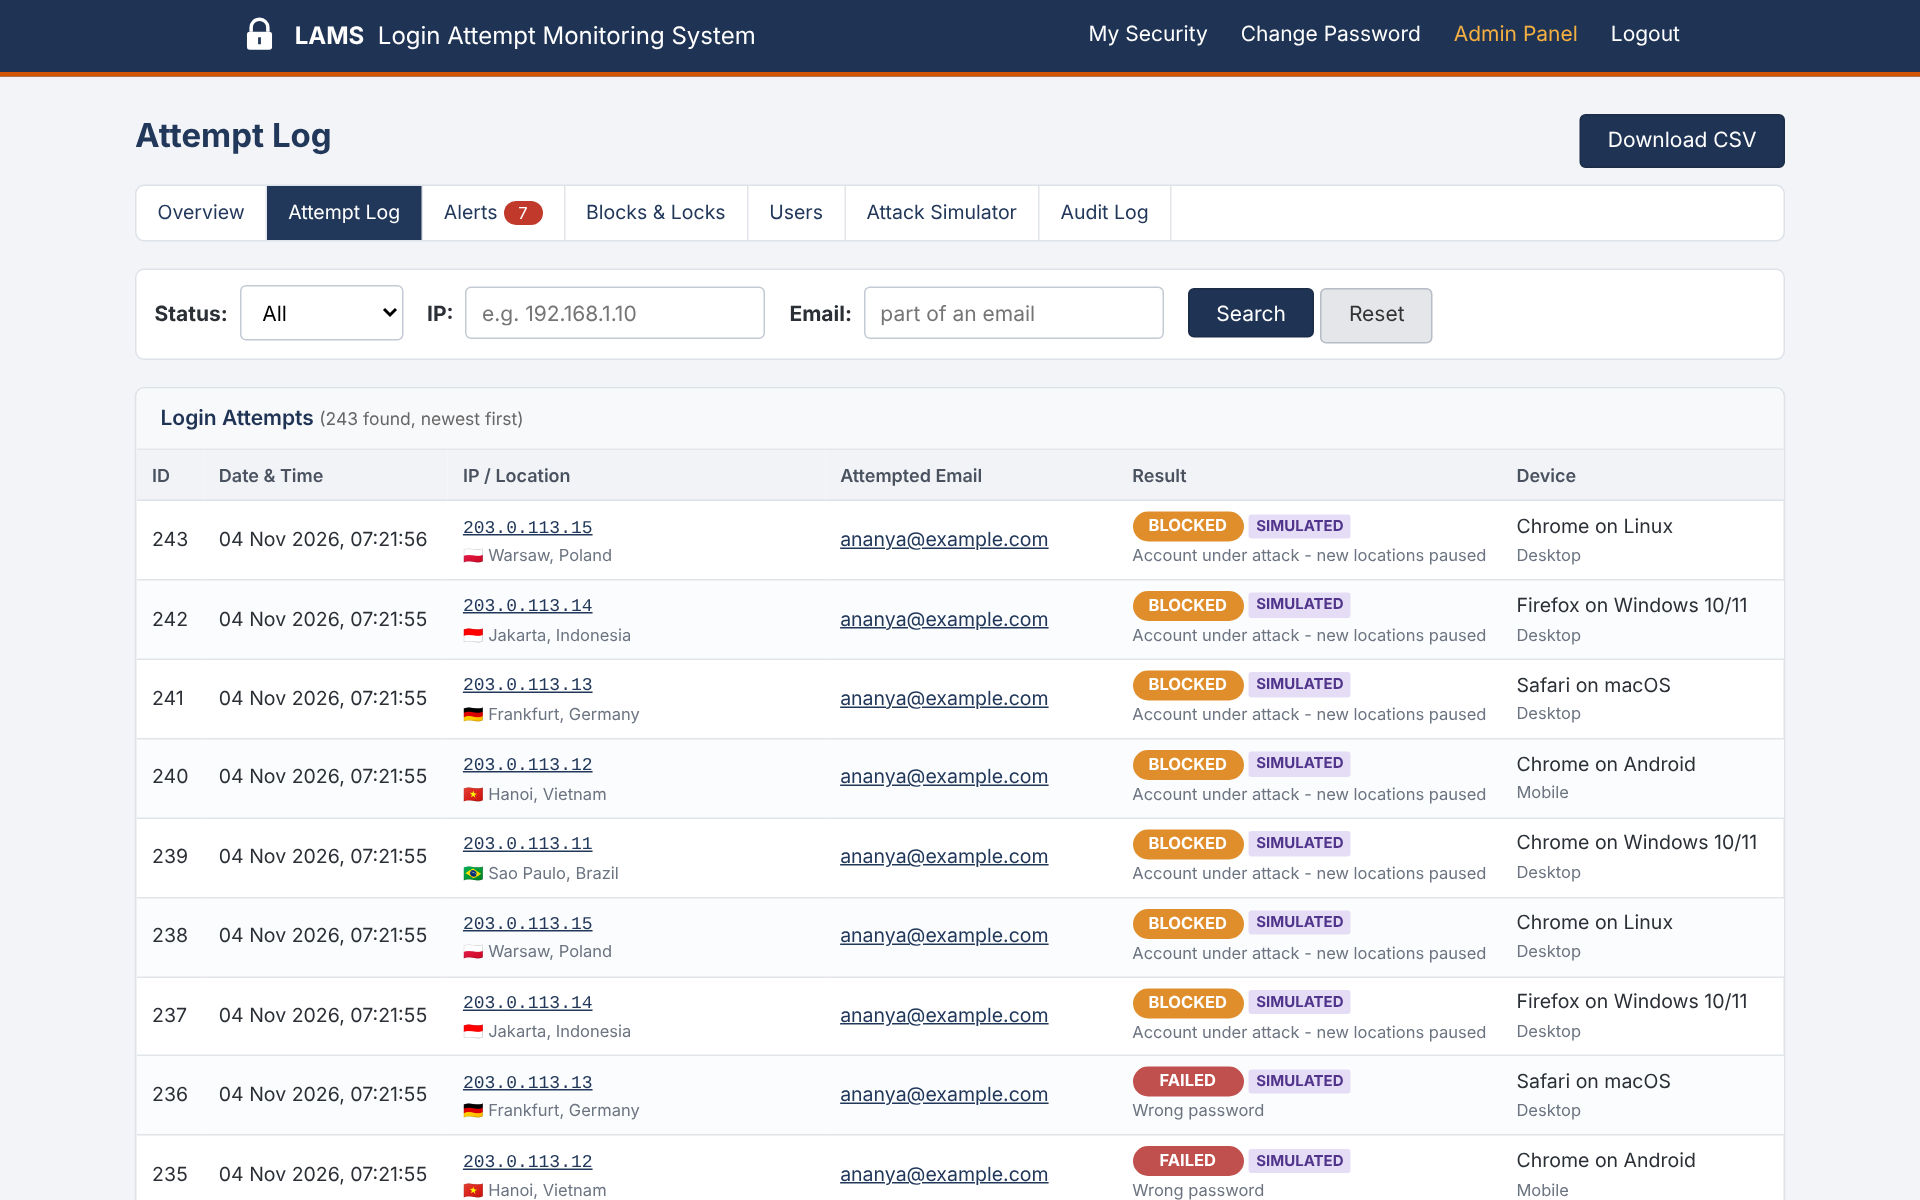 LAMS Login Attempt Monitoring System
My Security Change Password Admin Panel Logout
Attempt Log
Download CSV
Overview Attempt Log Alerts 7 Blocks & Locks Users Attack Simulator Audit Log
Status: All IP: e.g. 192.168.1.10 Email: part of an email Search Reset
Login Attempts (243 found, newest first)
ID Date & Time IP / Location Attempted Email Result Device
243 04 Nov 2026, 07:21:56 203.0.113.15 ananya@example.com BLOCKED SIMULATED Chrome on Linux
Warsaw, Poland Account under attack - new locations paused Desktop
242 04 Nov 2026, 07:21:55 203.0.113.14 ananya@example.com BLOCKED SIMULATED Firefox on Windows 10/11
Jakarta, Indonesia Account under attack - new locations paused Desktop
241 04 Nov 2026, 07:21:55 203.0.113.13 ananya@example.com BLOCKED SIMULATED Safari on macOS
Frankfurt, Germany Account under attack - new locations paused Desktop
240 04 Nov 2026, 07:21:55 203.0.113.12 ananya@example.com BLOCKED SIMULATED Chrome on Android
Hanoi, Vietnam Account under attack - new locations paused Mobile
239 04 Nov 2026, 07:21:55 203.0.113.11 ananya@example.com BLOCKED SIMULATED Chrome on Windows 10/11
Sao Paulo, Brazil Account under attack - new locations paused Desktop
238 04 Nov 2026, 07:21:55 203.0.113.15 ananya@example.com BLOCKED SIMULATED Chrome on Linux
Warsaw, Poland Account under attack - new locations paused Desktop
237 04 Nov 2026, 07:21:55 203.0.113.14 ananya@example.com BLOCKED SIMULATED Firefox on Windows 10/11
Jakarta, Indonesia Account under attack - new locations paused Desktop
236 04 Nov 2026, 07:21:55 203.0.113.13 ananya@example.com FAILED SIMULATED Safari on macOS
Frankfurt, Germany Wrong password Desktop
235 04 Nov 2026, 07:21:55 203.0.113.12 ananya@example.com FAILED SIMULATED Chrome on Android
Hanoi, Vietnam Wrong password Mobile